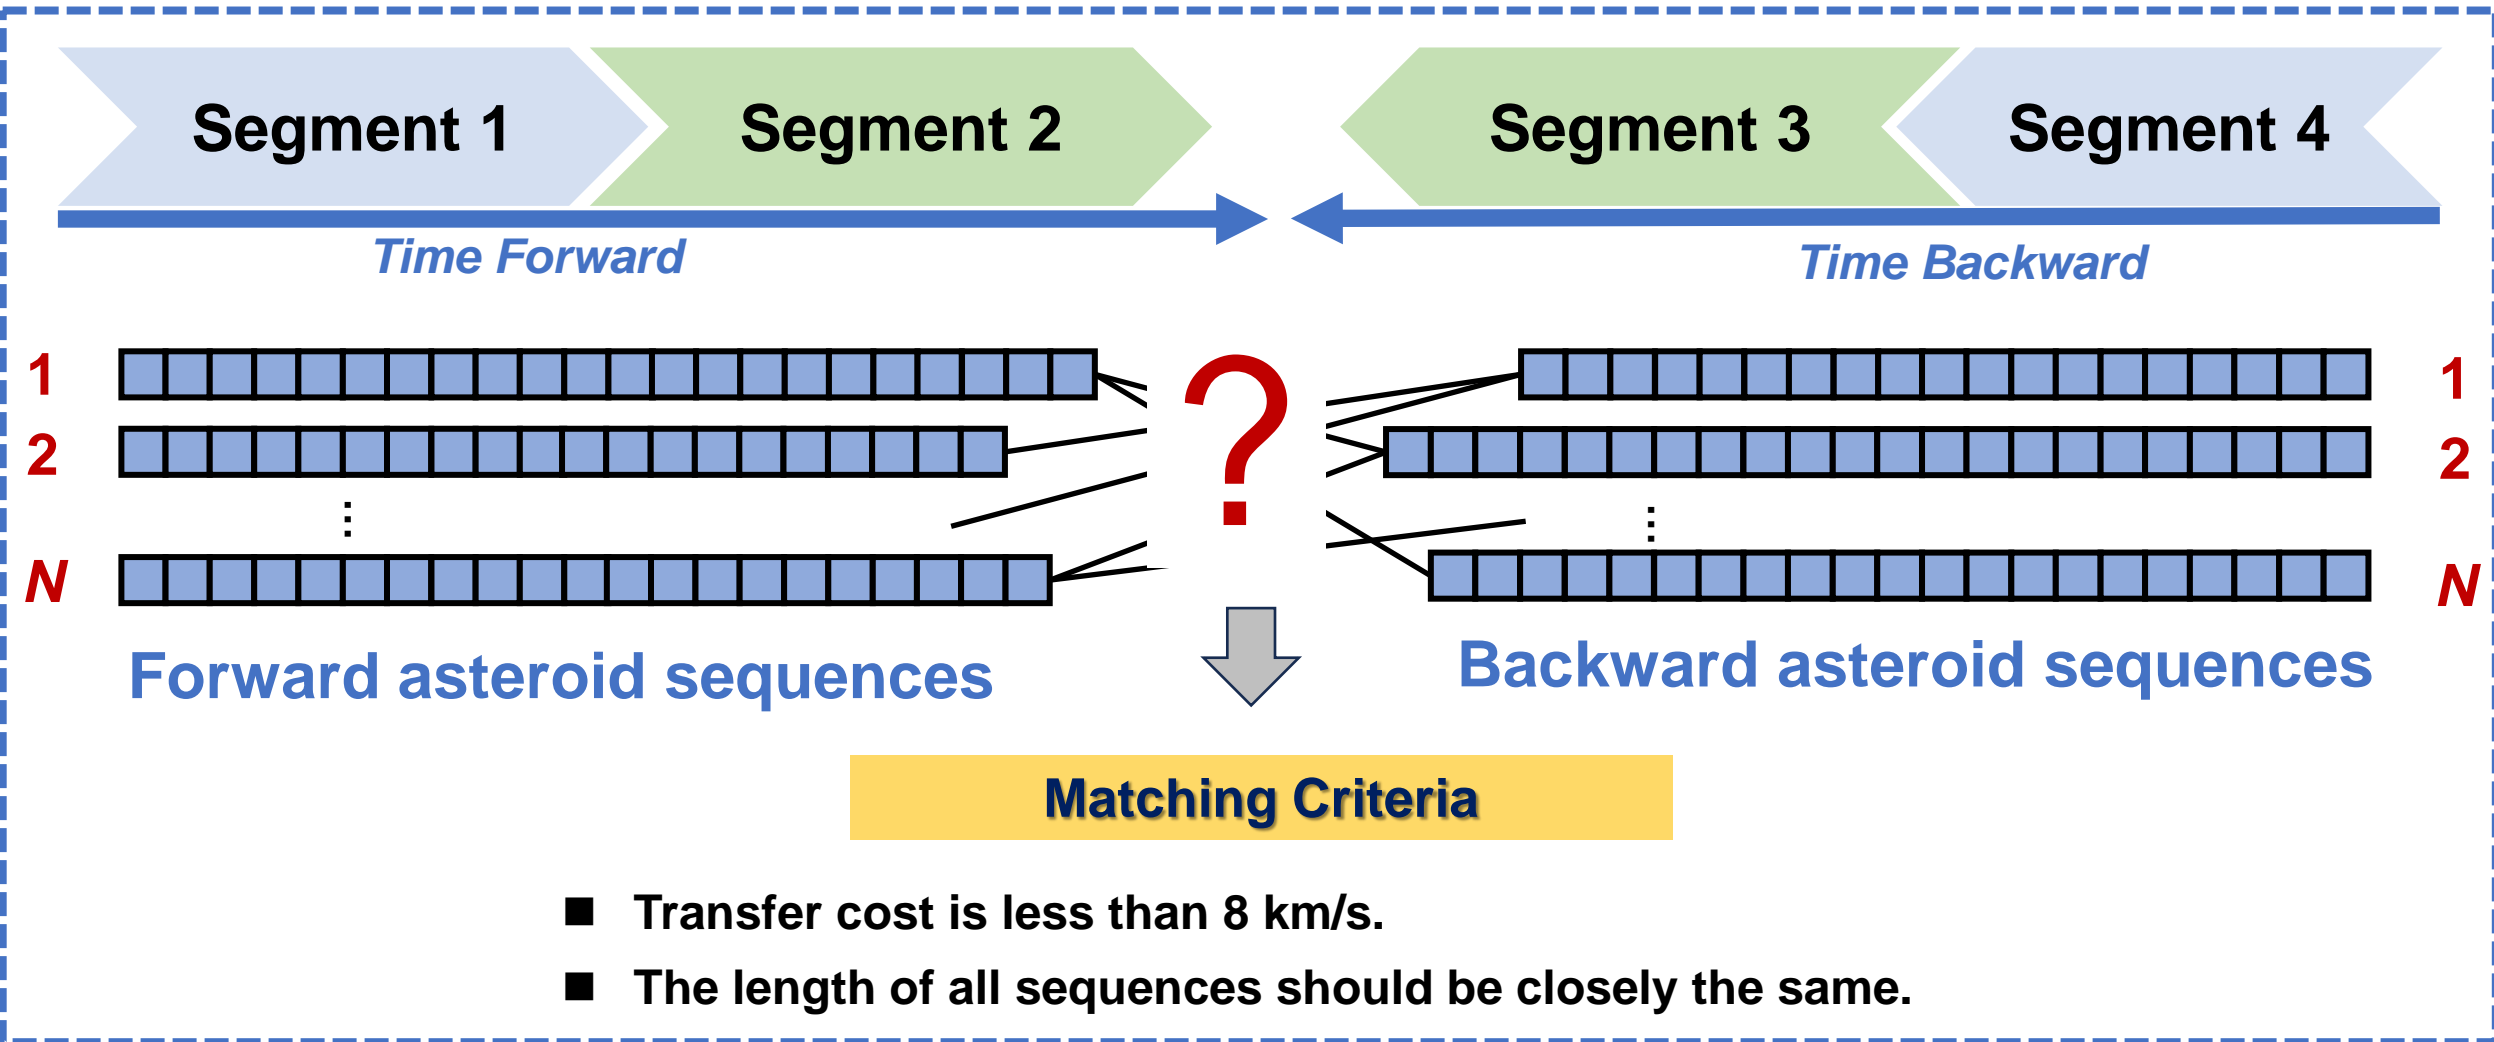 Segment 1
Segment 2
Segment 3
Segment 4
Time Forward
Time Backward
1
?
1
2
2
⋮
⋮
N
N
Forward asteroid sequences
Backward asteroid sequences
Matching Criteria
■ Transfer cost is less than 8 km/s.
■ The length of all sequences should be closely the same.